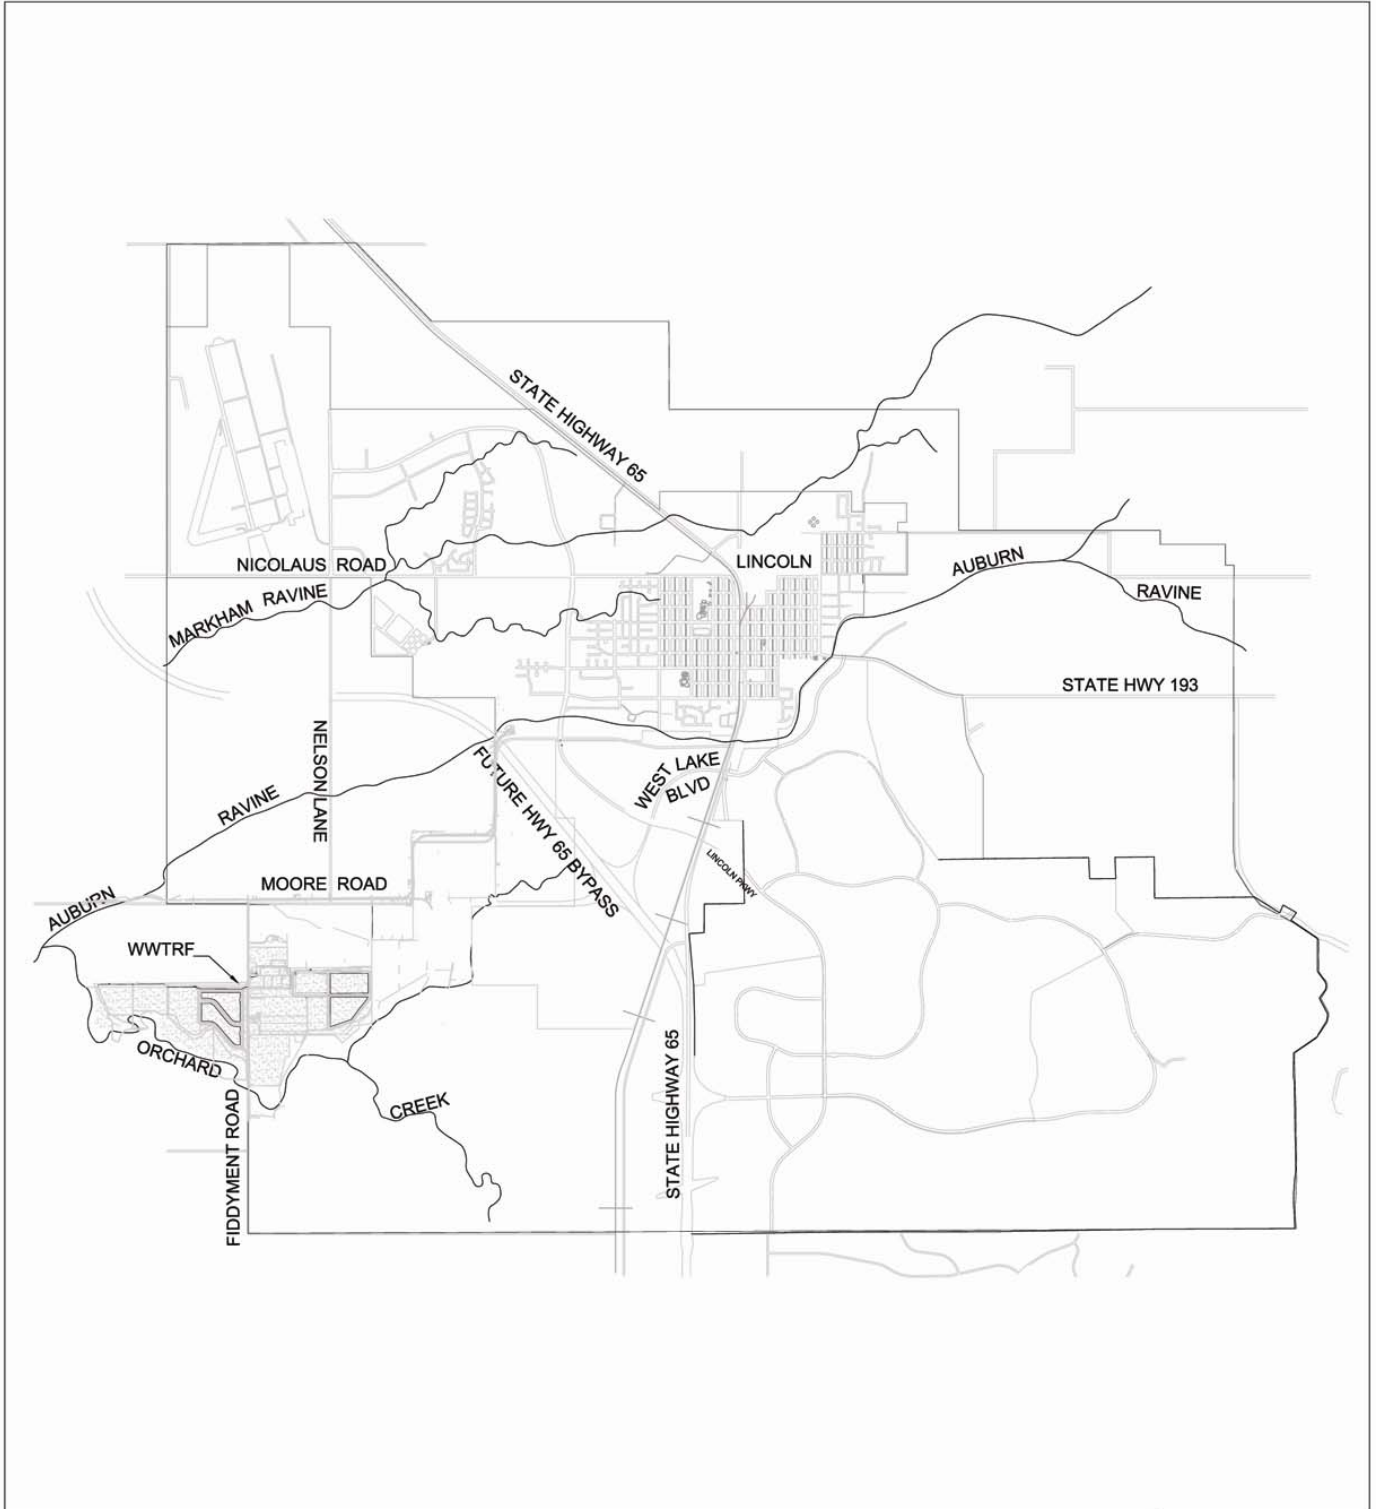 STATE HIGHWAY 65
NICOLAUS ROAD
LINCOLN
AUBURN
RAVINE
MARKHAM RAVINE
STATE HWY 193
NELSON LANE
FUTURE HWY 65 BYPASS
WEST LAKE
BLVD
RAVINE
LINCOLN PKWY
MOORE ROAD
AUBURN
WWTRF
ORCHARD
CREEK
FIDDYMENT ROAD
STATE HIGHWAY 65